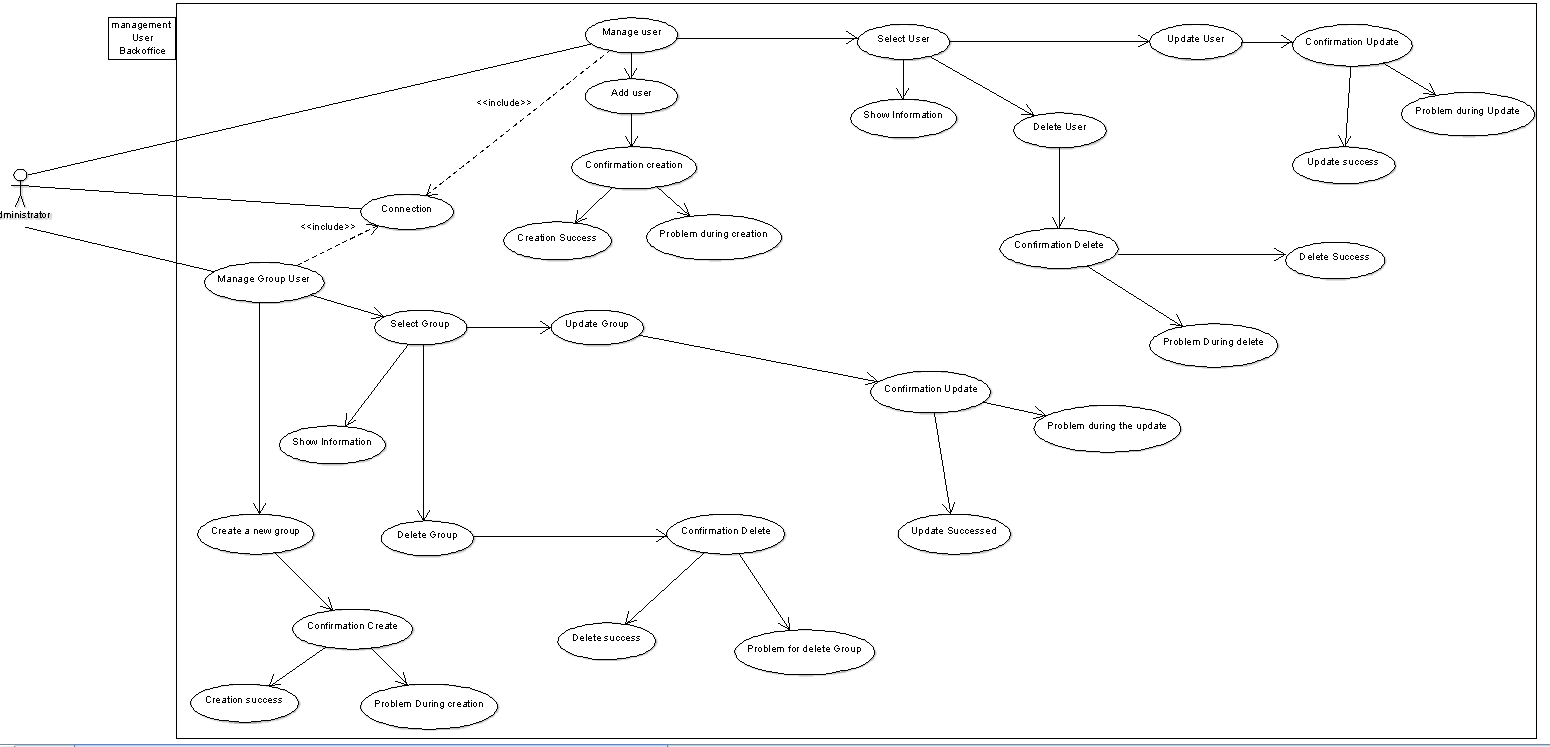 management
User
Backoffice
Manage user
Select User
Update User
Confirmation Update
Add user
<<include>>
Show Information
Delete User
Problem during Update
Confirmation creation
Update success
dministrator
Connection
<<include>>
Creation Success
Problem during creation
Confirmation Delete
Delete Success
Manage Group User
Select Group
Update Group
Problem During delete
Confirmation Update
Problem during the update
Show Information
Create a new group
Delete Group
Confirmation Delete
Update Successed
Confirmation Create
Delete success
Problem for delete Group
Creation success
Problem During creation